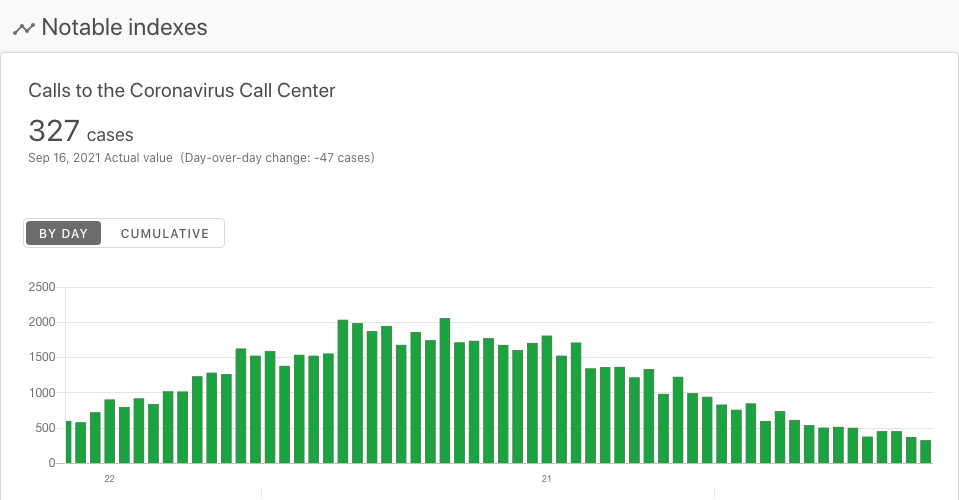 Notable indexes
Calls to the Coronavirus Call Center
327 cases
Sep 16, 2021 Actual value (Day-over-day change: -47 cases)
BY DAY CUMULATIVE
2500
2000
1500
1000
500
0
22 21